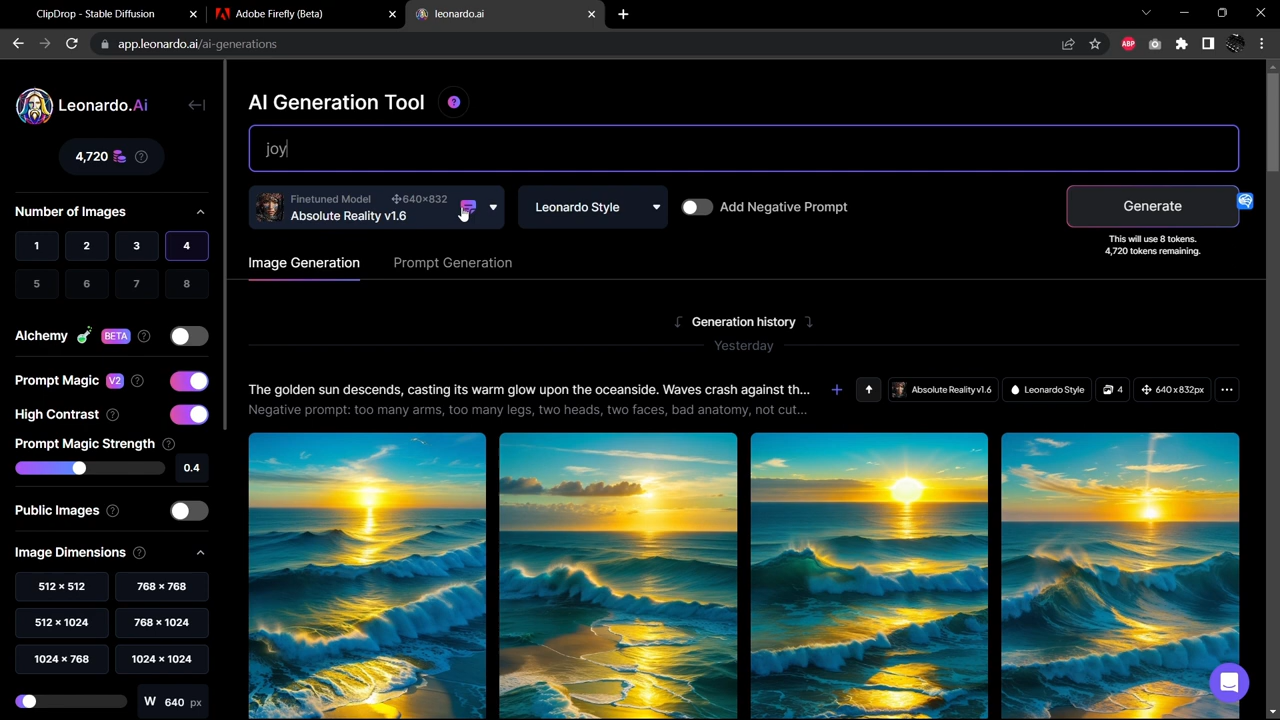 ClipDrop - Stable Diffusion
Adobe Firefly (Beta)
leonardo.ai
app.leonardo.ai/ai-generations
ABP
Leonardo.Ai
4,720
Number of Images
1 2 3 4
5 6 7 8
Alchemy BETA
Prompt Magic V2
High Contrast
Prompt Magic Strength
0.4
Public Images
Image Dimensions
512 × 512 768 × 768
512 × 1024 768 × 1024
1024 × 768 1024 × 1024
W 640 px
AI Generation Tool ?
joy
Finetuned Model 640×832
Absolute Reality v1.6
Leonardo Style
Add Negative Prompt
Generate
This will use 8 tokens.
4,720 tokens remaining.
Image Generation Prompt Generation
Generation history
Yesterday
The golden sun descends, casting its warm glow upon the oceanside. Waves crash against th...
Absolute Reality v1.6 Leonardo Style 4 640 x 832px
Negative prompt: too many arms, too many legs, two heads, two faces, bad anatomy, not cut...